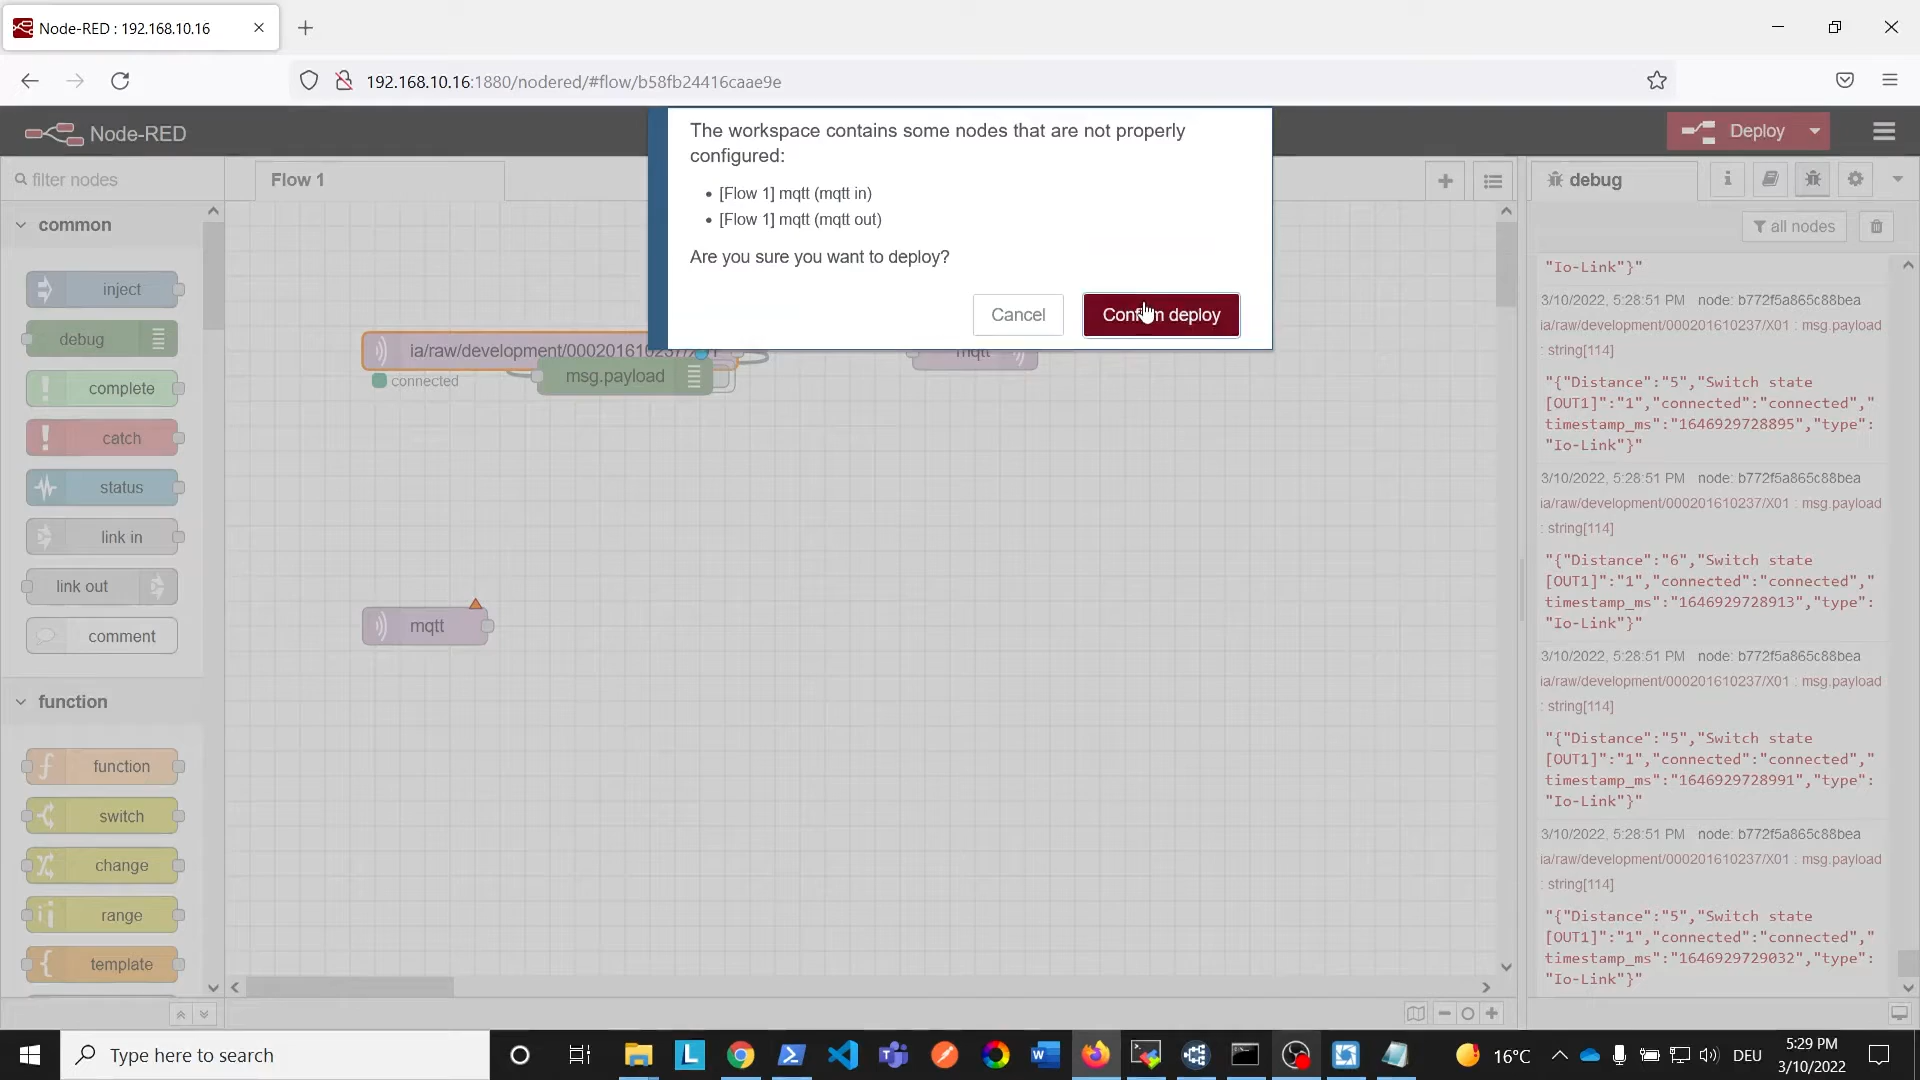 Node-RED : 192.168.10.16
192.168.10.16:1880/nodered/#flow/b58fb24416caae9e
Node-RED
Deploy
The workspace contains some nodes that are not properly
configured:
• [Flow 1] mqtt (mqtt in)
• [Flow 1] mqtt (mqtt out)
Are you sure you want to deploy?
Cancel
Confirm deploy
filter nodes
Flow 1
debug
all nodes
common
inject
debug
complete
catch
status
link in
link out
comment
function
function
switch
change
range
template
ia/raw/development/000201610237/X01
connected
msg.payload
mqtt
mqtt
"Io-Link"}"
3/10/2022, 5:28:51 PM node: b772f5a865c88bea
ia/raw/development/000201610237/X01 : msg.payload
: string[114]
"{"Distance":"5","Switch state
[OUT1]":"1","connected":"connected","
timestamp_ms":"1646929728895","type":
"Io-Link"}"
3/10/2022, 5:28:51 PM node: b772f5a865c88bea
ia/raw/development/000201610237/X01 : msg.payload
: string[114]
"{"Distance":"6","Switch state
[OUT1]":"1","connected":"connected","
timestamp_ms":"1646929728913","type":
"Io-Link"}"
3/10/2022, 5:28:51 PM node: b772f5a865c88bea
ia/raw/development/000201610237/X01 : msg.payload
: string[114]
"{"Distance":"5","Switch state
[OUT1]":"1","connected":"connected","
timestamp_ms":"1646929728991","type":
"Io-Link"}"
3/10/2022, 5:28:51 PM node: b772f5a865c88bea
ia/raw/development/000201610237/X01 : msg.payload
: string[114]
"{"Distance":"5","Switch state
[OUT1]":"1","connected":"connected","
timestamp_ms":"1646929729032","type":
"Io-Link"}"
Type here to search
16°C
DEU
5:29 PM
3/10/2022